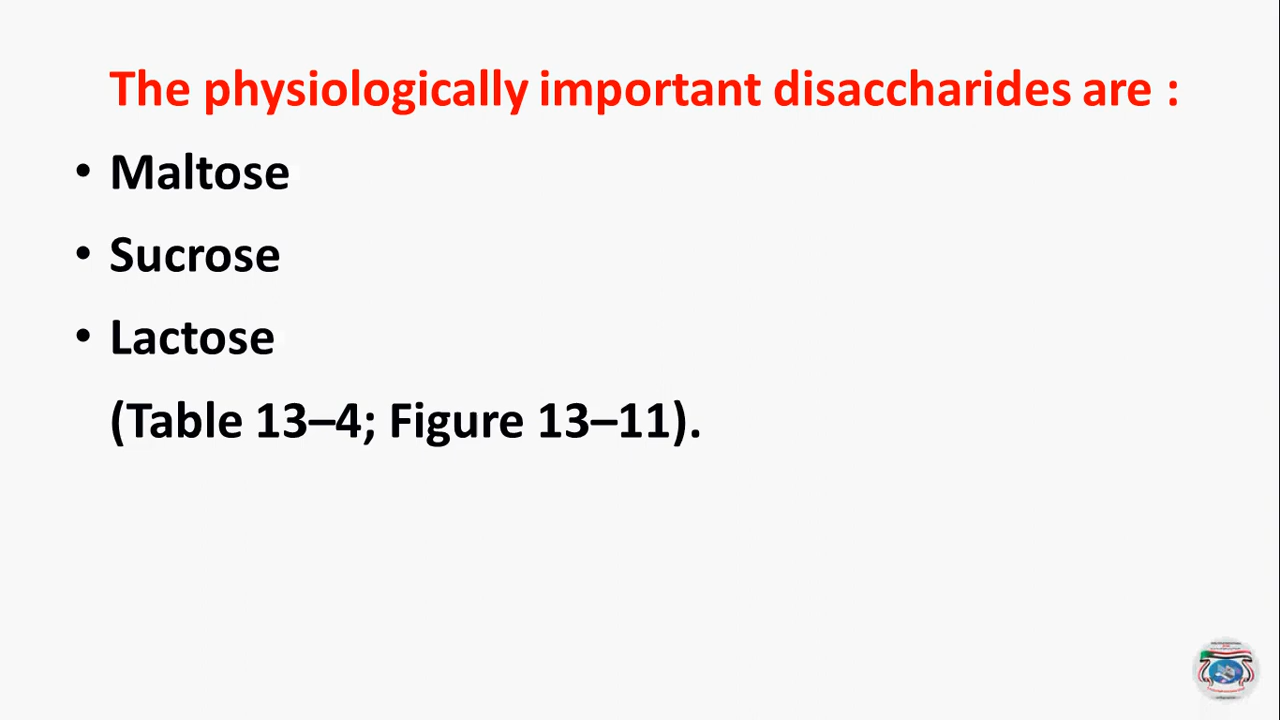 The physiologically important disaccharides are :
• Maltose
• Sucrose
• Lactose
(Table 13–4; Figure 13–11).